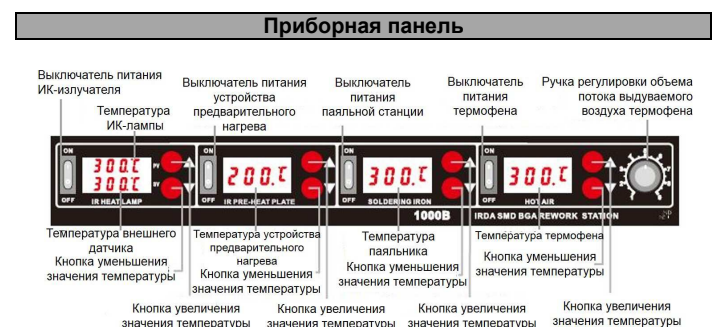 Приборная панель
Выключатель питания
ИК-излучателя
Температура
ИК-лампы
Выключатель питания
устройства
предварительного
нагрева
Выключатель
питания
паяльной станции
Выключатель
питания
термофена
Ручка регулировки объема
потока выдуваемого
воздуха термофена
ON
300.℃ PV
300.℃ SV
OFF IR HEAT LAMP
ON
200.℃
OFF IR PRE-HEAT PLATE
ON
300.℃
OFF SOLDERING IRON
ON
300.℃
OFF HOT AIR
1000B IRDA SMD BGA REWORK STATION
Температура внешнего
датчика
Кнопка уменьшения
значения температуры
Температура устройства
предварительного
нагрева
Кнопка уменьшения
значения температуры
Температура
паяльника
Кнопка уменьшения
значения температуры
Температура термофена
Кнопка уменьшения
значения температуры
Кнопка увеличения
значения температуры
Кнопка увеличения
значения температуры
Кнопка увеличения
значения температуры
Кнопка увеличения
значения температуры